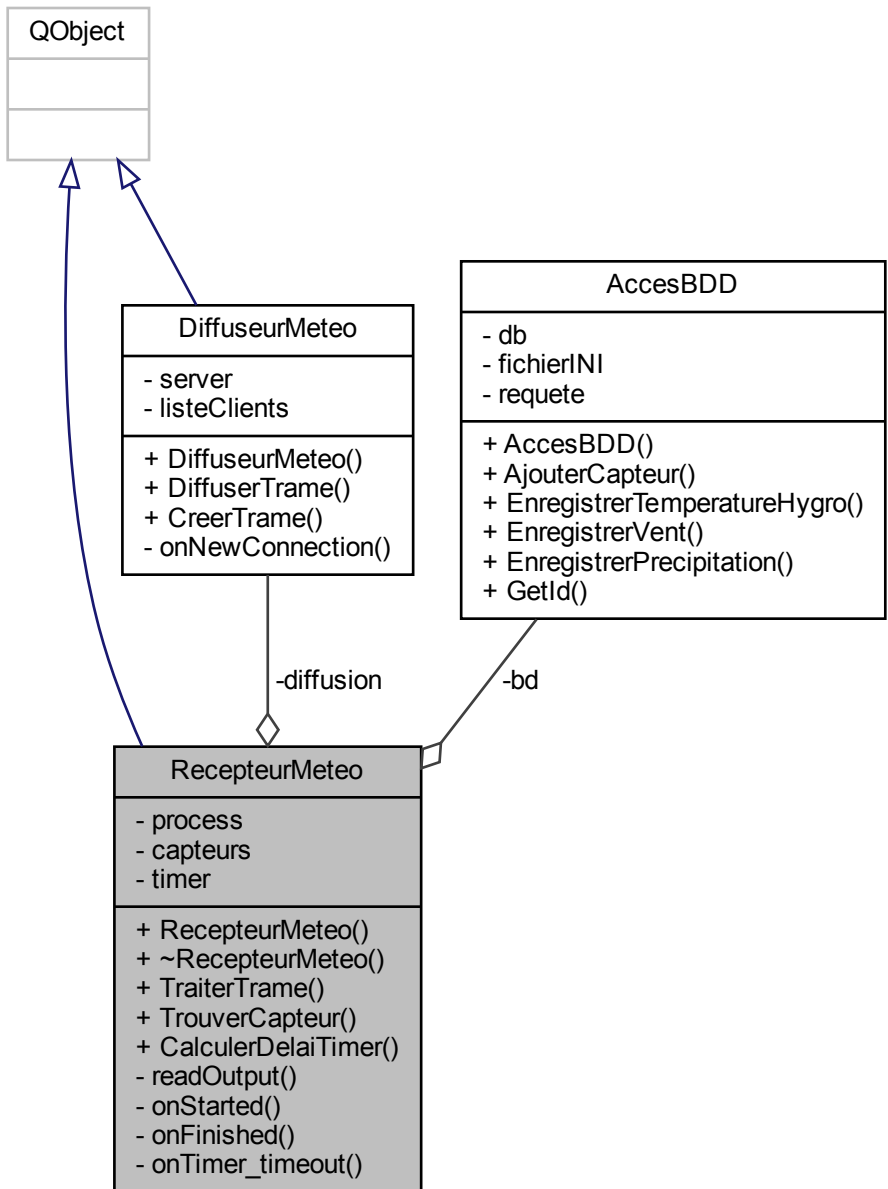 QObject
DiffuseurMeteo
- server
- listeClients
+ DiffuseurMeteo()
+ DiffuserTrame()
+ CreerTrame()
- onNewConnection()
AccesBDD
- db
- fichierINI
- requete
+ AccesBDD()
+ AjouterCapteur()
+ EnregistrerTemperatureHygro()
+ EnregistrerVent()
+ EnregistrerPrecipitation()
+ GetId()
-diffusion
-bd
RecepteurMeteo
- process
- capteurs
- timer
+ RecepteurMeteo()
+ ~RecepteurMeteo()
+ TraiterTrame()
+ TrouverCapteur()
+ CalculerDelaiTimer()
- readOutput()
- onStarted()
- onFinished()
- onTimer_timeout()